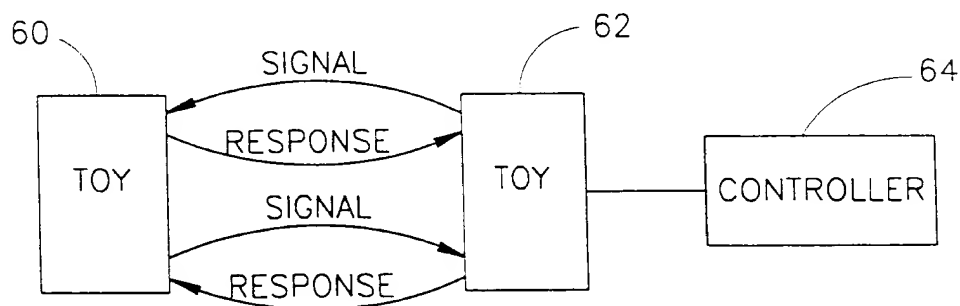 60
62
64
SIGNAL
RESPONSE
TOY
TOY
CONTROLLER
SIGNAL
RESPONSE